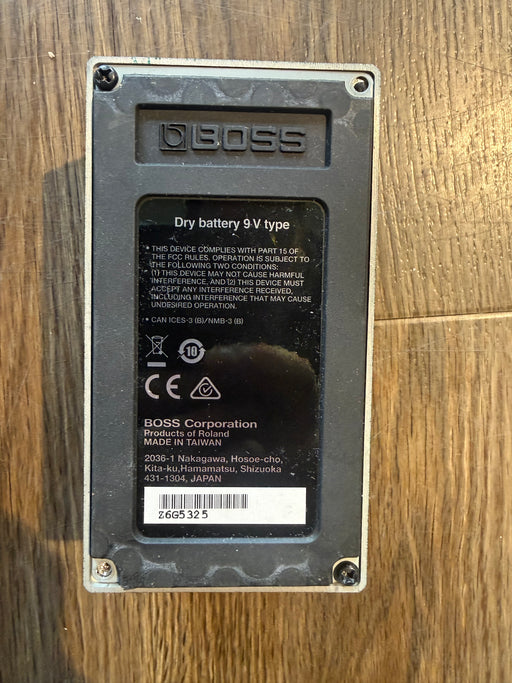 BOSS
Dry battery 9V type
• THIS DEVICE COMPLIES WITH PART 15 OF
THE FCC RULES. OPERATION IS SUBJECT TO
THE FOLLOWING TWO CONDITIONS:
(1) THIS DEVICE MAY NOT CAUSE HARMFUL
INTERFERENCE, AND (2) THIS DEVICE MUST
ACCEPT ANY INTERFERENCE RECEIVED,
INCLUDING INTERFERENCE THAT MAY CAUSE
UNDESIRED OPERATION.
• CAN ICES-3 (B)/NMB-3 (B)
10
CE
BOSS Corporation
Products of Roland
MADE IN TAIWAN
2036-1 Nakagawa, Hosoe-cho,
Kita-ku,Hamamatsu, Shizuoka
431-1304, JAPAN
Z6G5325